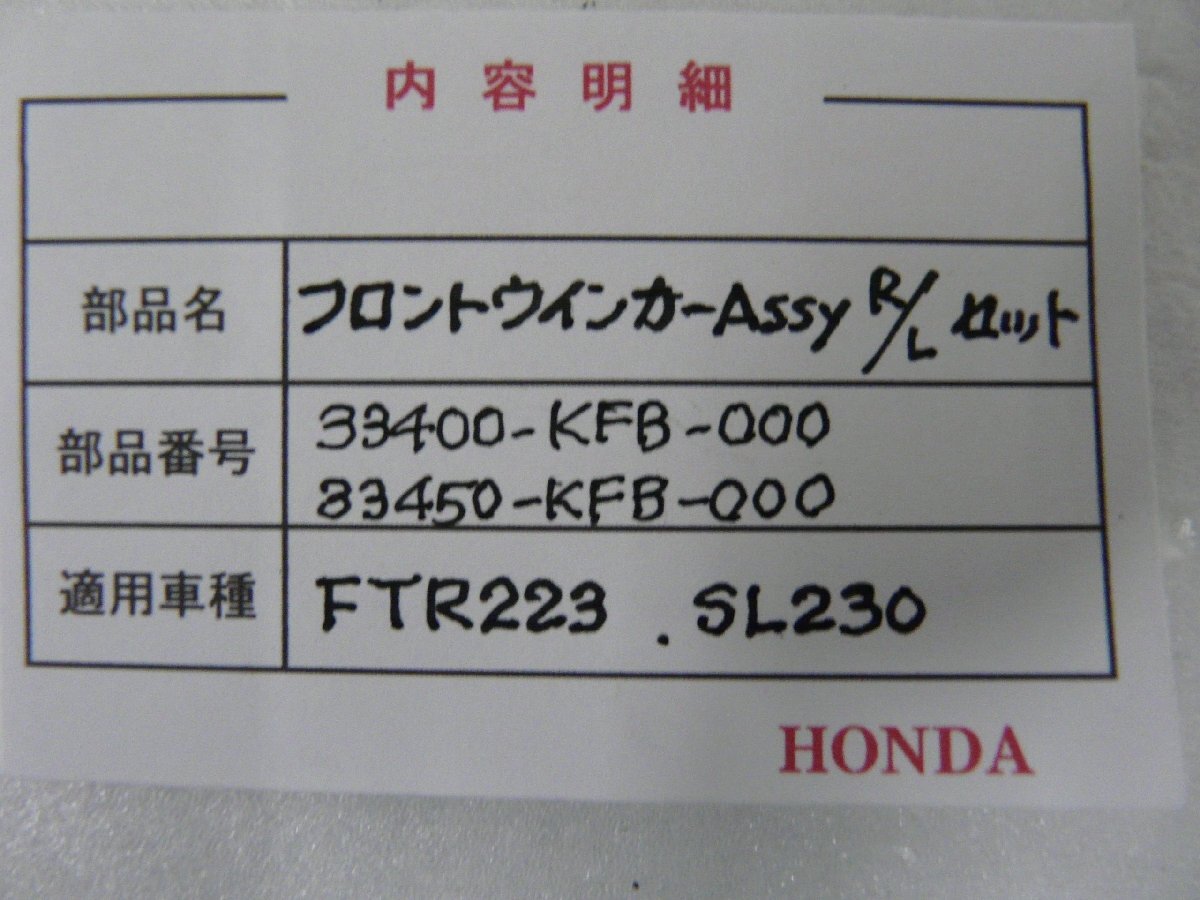 内容明細
部品名 フロントウインカーAssy R/L セット
部品番号 33400-KFB-000
33450-KFB-000
適用車種 FTR223 . SL230
HONDA